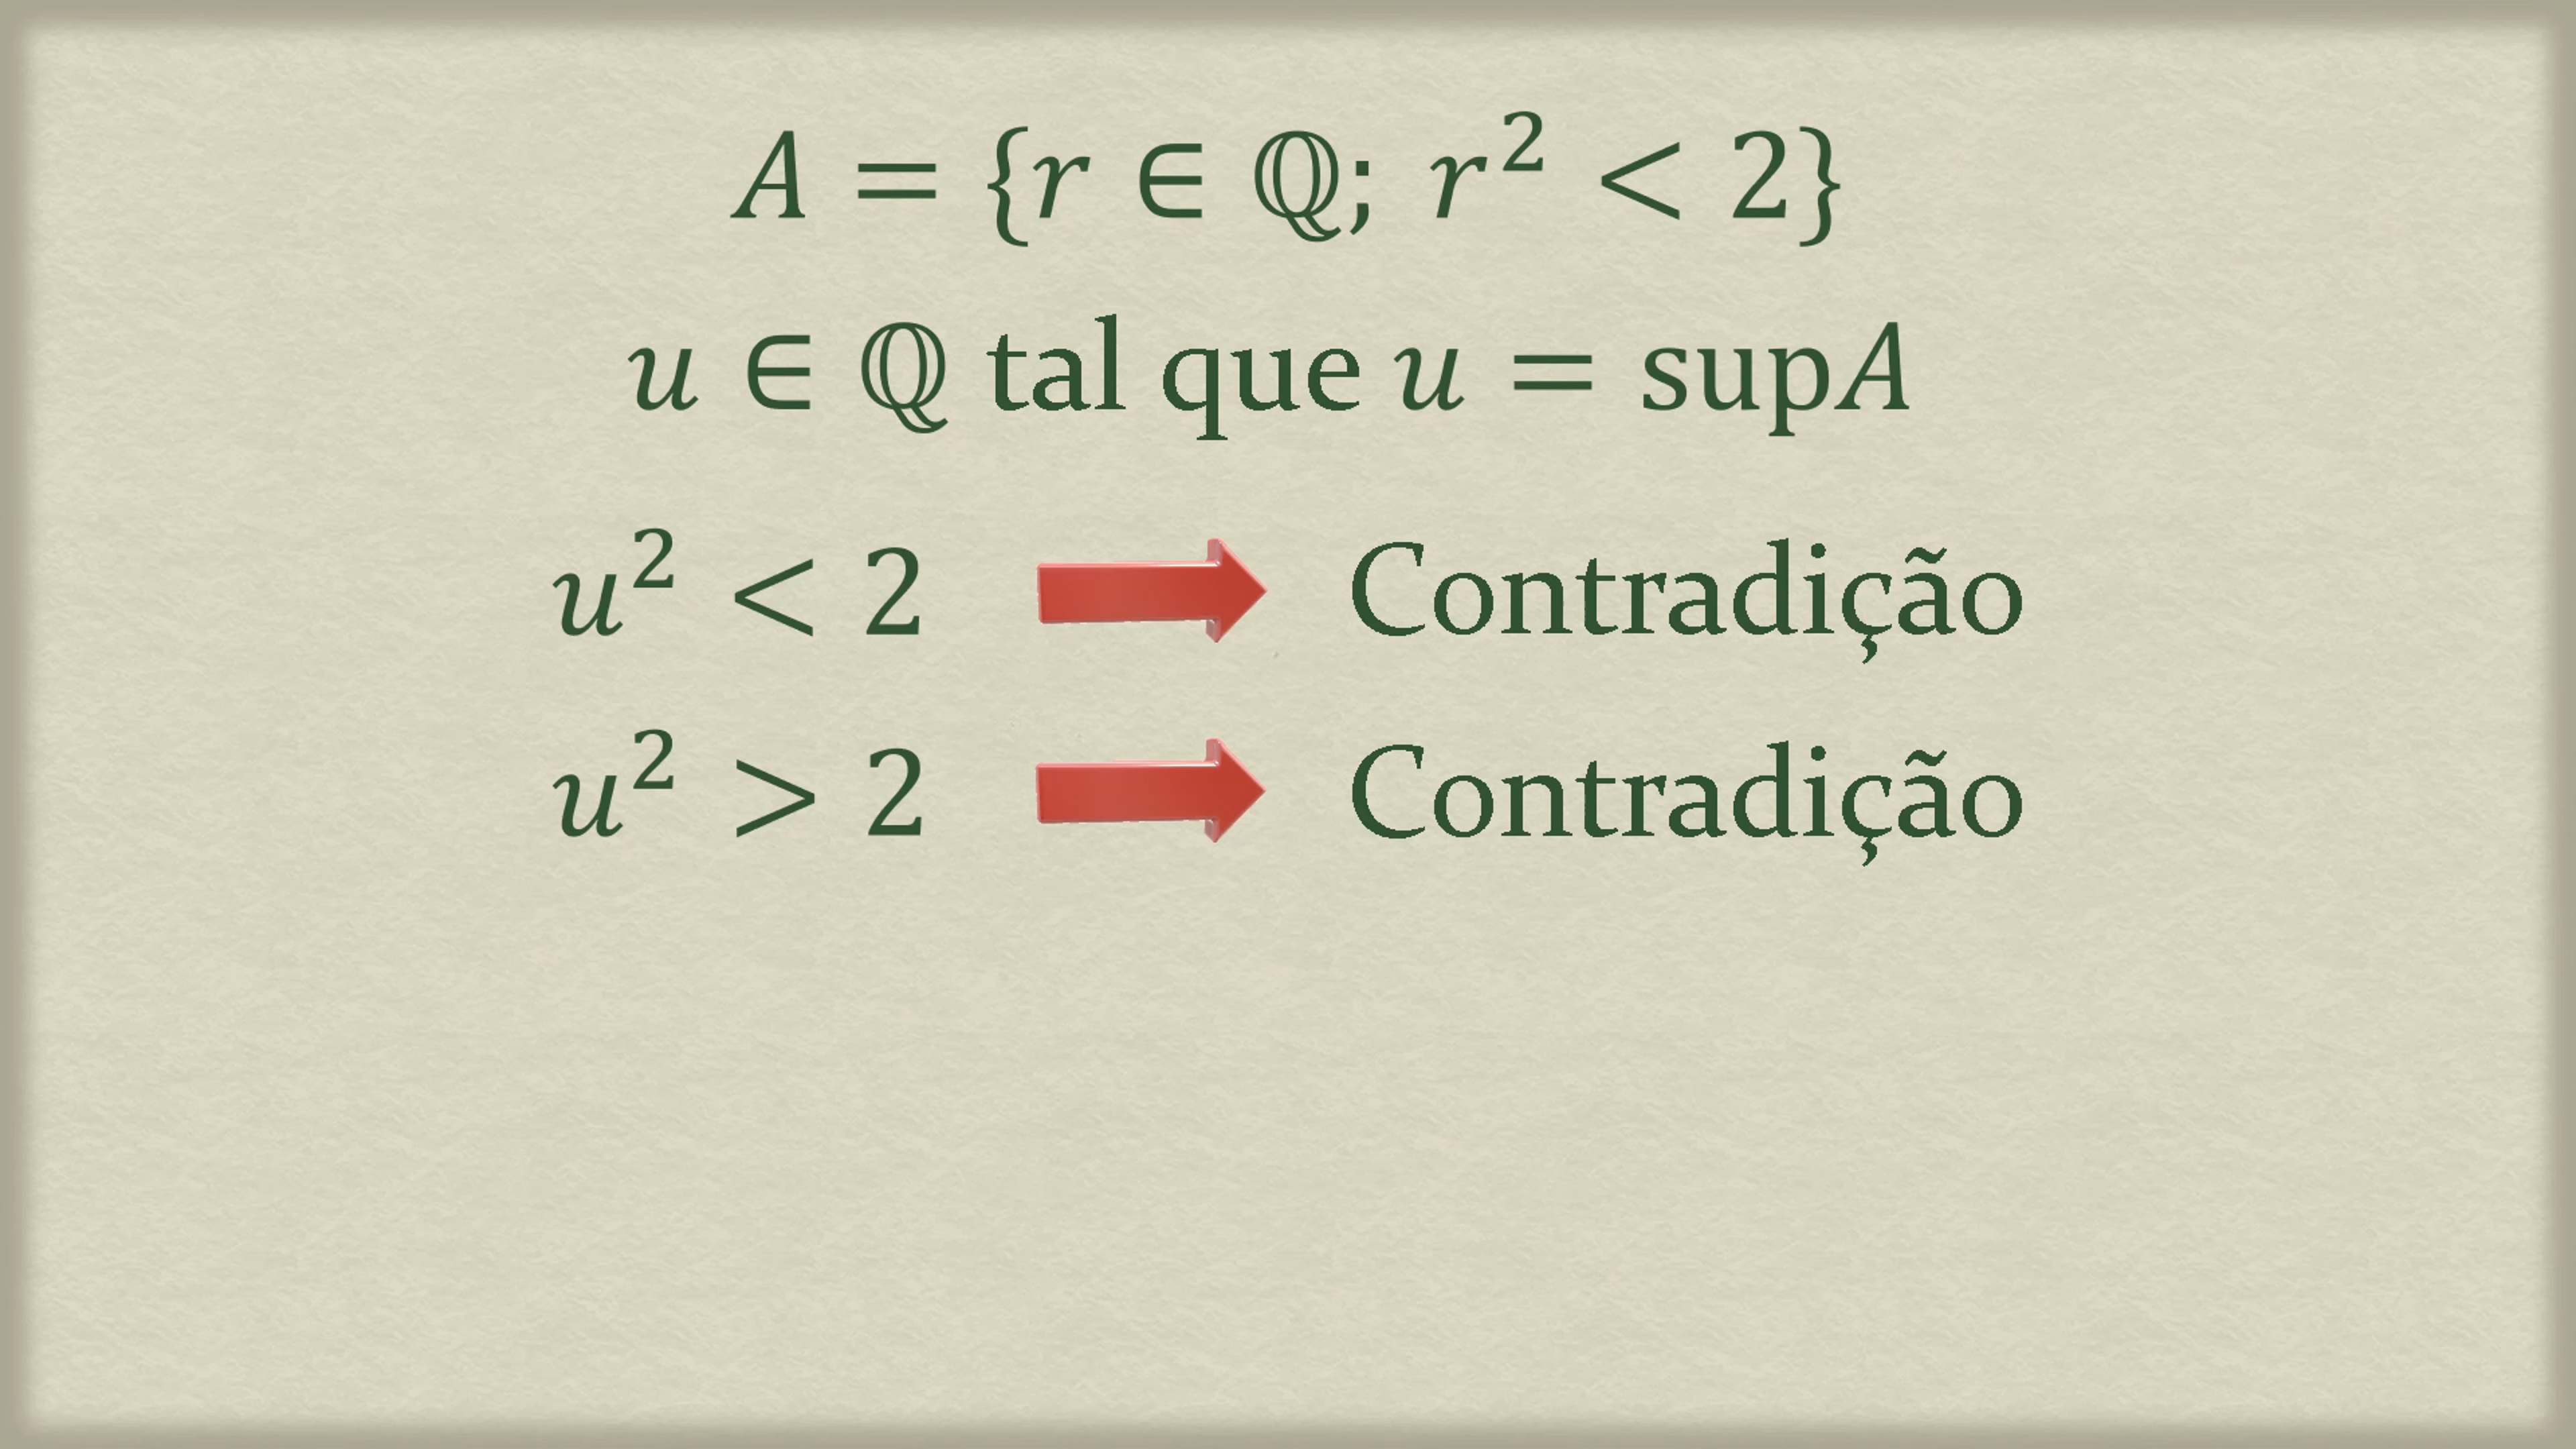 A = {r ∈ ℚ; r² < 2}
u ∈ ℚ tal que u = supA
u² < 2 Contradição
u² > 2 Contradição